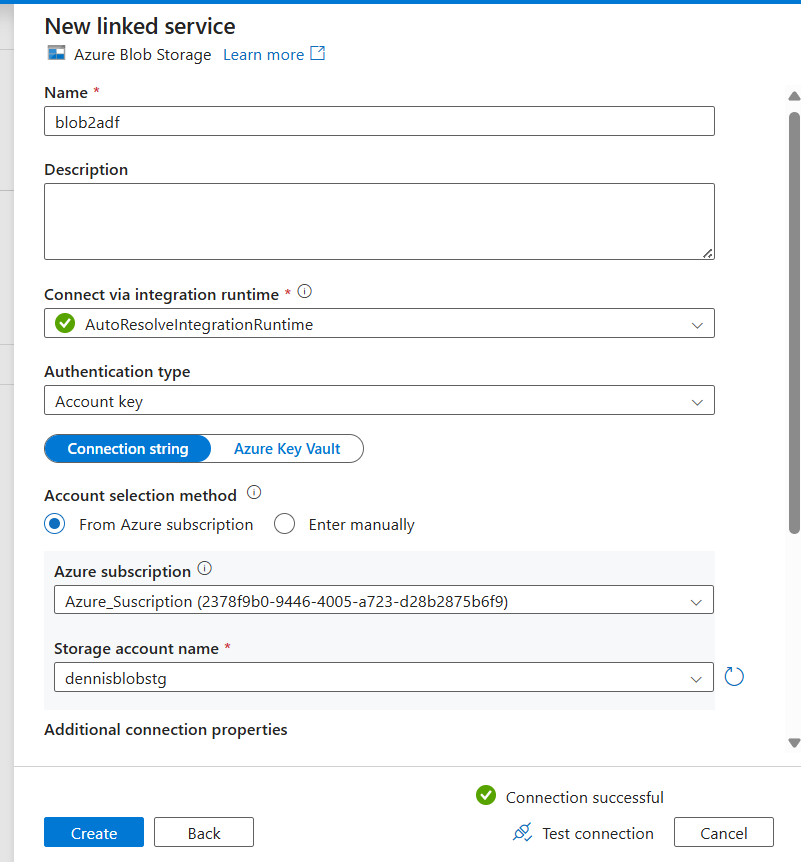 New linked service
Azure Blob Storage Learn more
Name *
blob2adf
Description
Connect via integration runtime *
AutoResolveIntegrationRuntime
Authentication type
Account key
Connection string Azure Key Vault
Account selection method
From Azure subscription Enter manually
Azure subscription
Azure_Suscription (2378f9b0-9446-4005-a723-d28b2875b6f9)
Storage account name *
dennisblobstg
Additional connection properties
Connection successful
Create Back Test connection Cancel